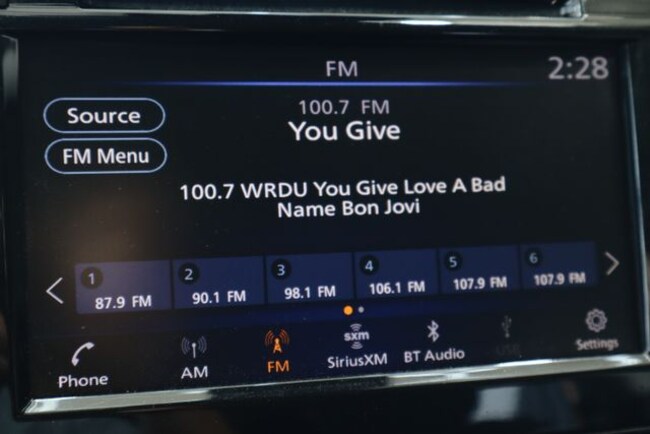 FM
2:28
Source
100.7 FM
You Give
FM Menu
100.7 WRDU You Give Love A Bad
Name Bon Jovi
1
2
3
4
5
6
87.9 FM
90.1 FM
98.1 FM
106.1 FM
107.9 FM
107.9 FM
Phone
AM
FM
sxm
SiriusXM
BT Audio
USB
Settings